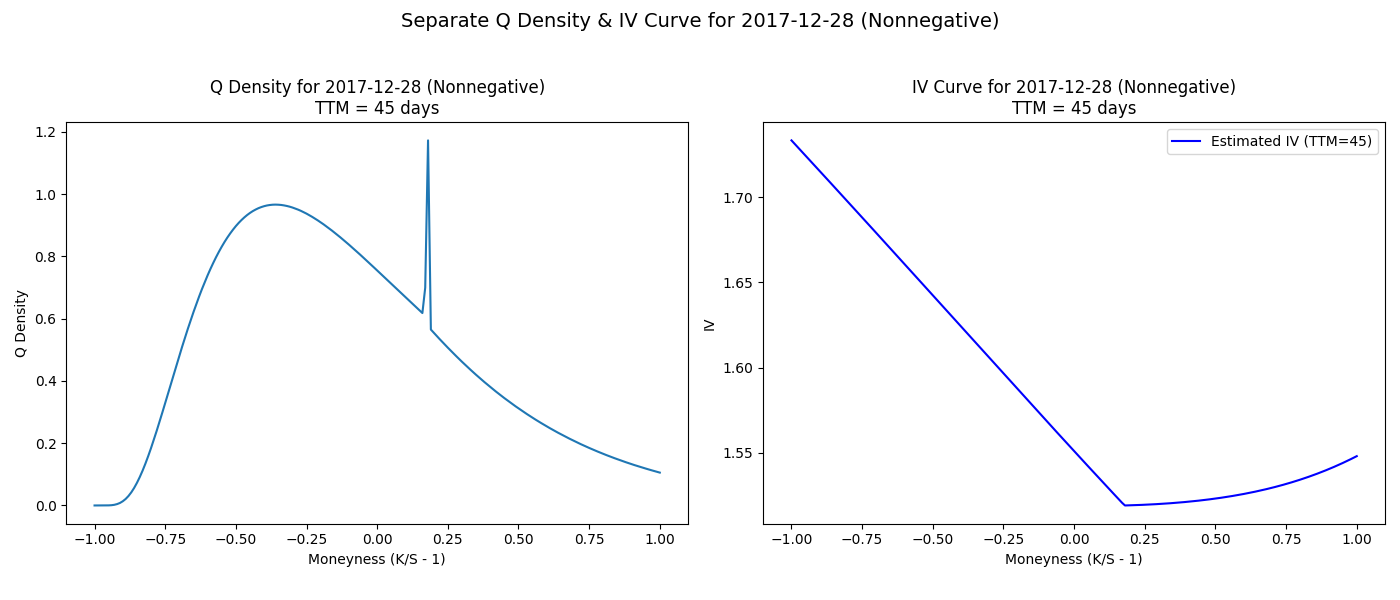 Separate Q Density & IV Curve for 2017-12-28 (Nonnegative)
Q Density for 2017-12-28 (Nonnegative)
TTM = 45 days
1.2
1.0
0.8
0.6
0.4
0.2
0.0
Q Density
−1.00 −0.75 −0.50 −0.25 0.00 0.25 0.50 0.75 1.00
Moneyness (K/S - 1)
IV Curve for 2017-12-28 (Nonnegative)
TTM = 45 days
Estimated IV (TTM=45)
1.70
1.65
1.60
1.55
IV
−1.00 −0.75 −0.50 −0.25 0.00 0.25 0.50 0.75 1.00
Moneyness (K/S - 1)